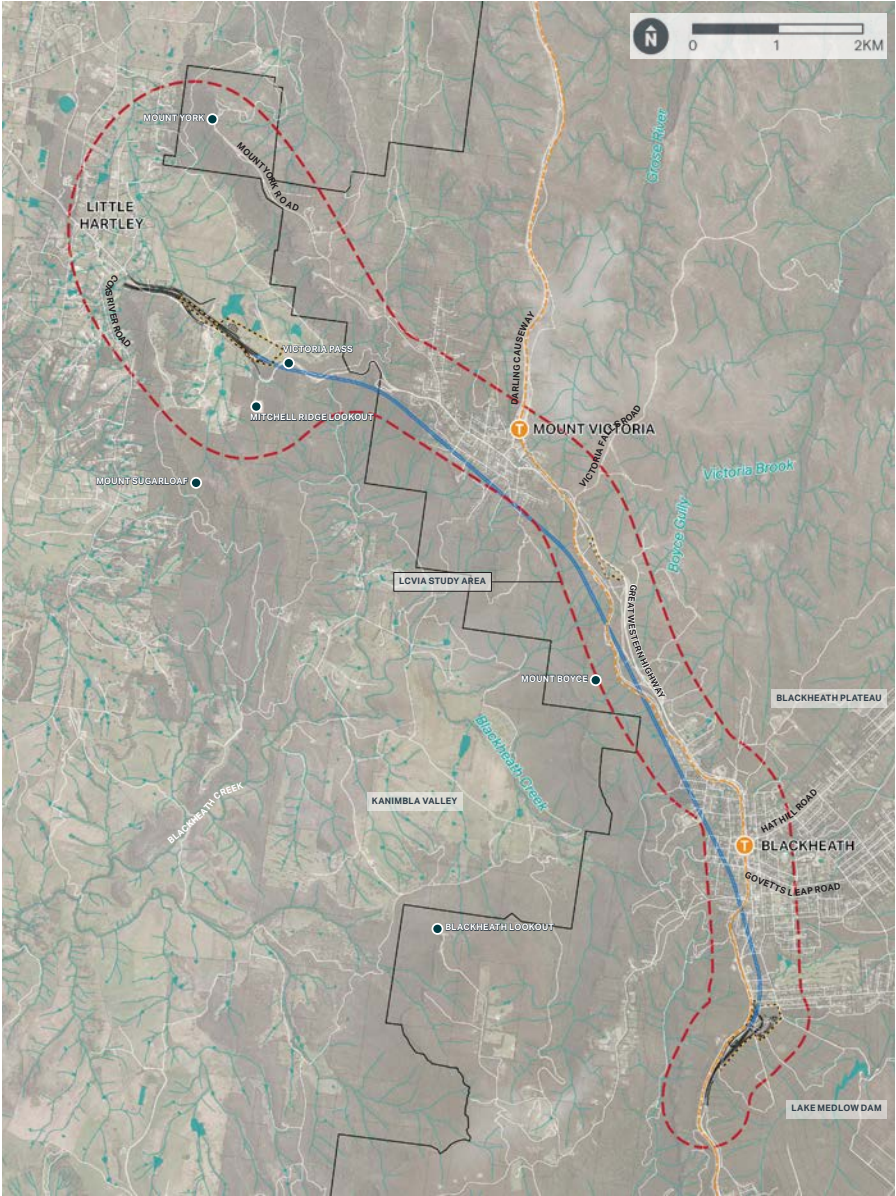 N
0 1 2KM
Grose River
MOUNT YORK
MOUNT YORK ROAD
LITTLE
HARTLEY
COXS RIVER ROAD
VICTORIA PASS
MITCHELL RIDGE LOOKOUT
DARLING CAUSEWAY
T MOUNT VICTORIA
VICTORIA FALLS ROAD
MOUNT SUGARLOAF
Victoria Brook
Boyce Gully
LCVIA STUDY AREA
GREAT WESTERN HIGHWAY
MOUNT BOYCE
BLACKHEATH PLATEAU
Blackheath Creek
KANIMBLA VALLEY
BLACKHEATH CREEK
HAT HILL ROAD
T BLACKHEATH
GOVETTS LEAP ROAD
BLACKHEATH LOOKOUT
LAKE MEDLOW DAM